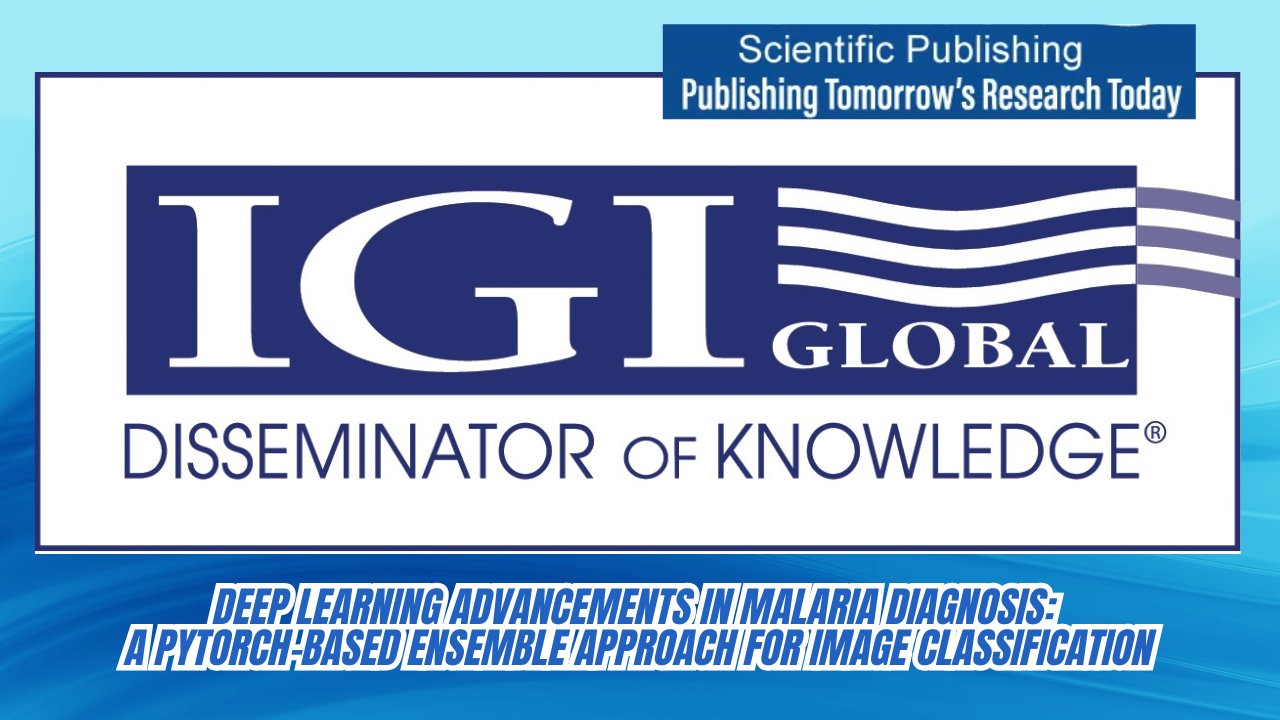 Scientific Publishing
Publishing Tomorrow's Research Today
IGI
GLOBAL
DISSEMINATOR OF KNOWLEDGE®
DEEP LEARNING ADVANCEMENTS IN MALARIA DIAGNOSIS:
A PYTORCH-BASED ENSEMBLE APPROACH FOR IMAGE CLASSIFICATION